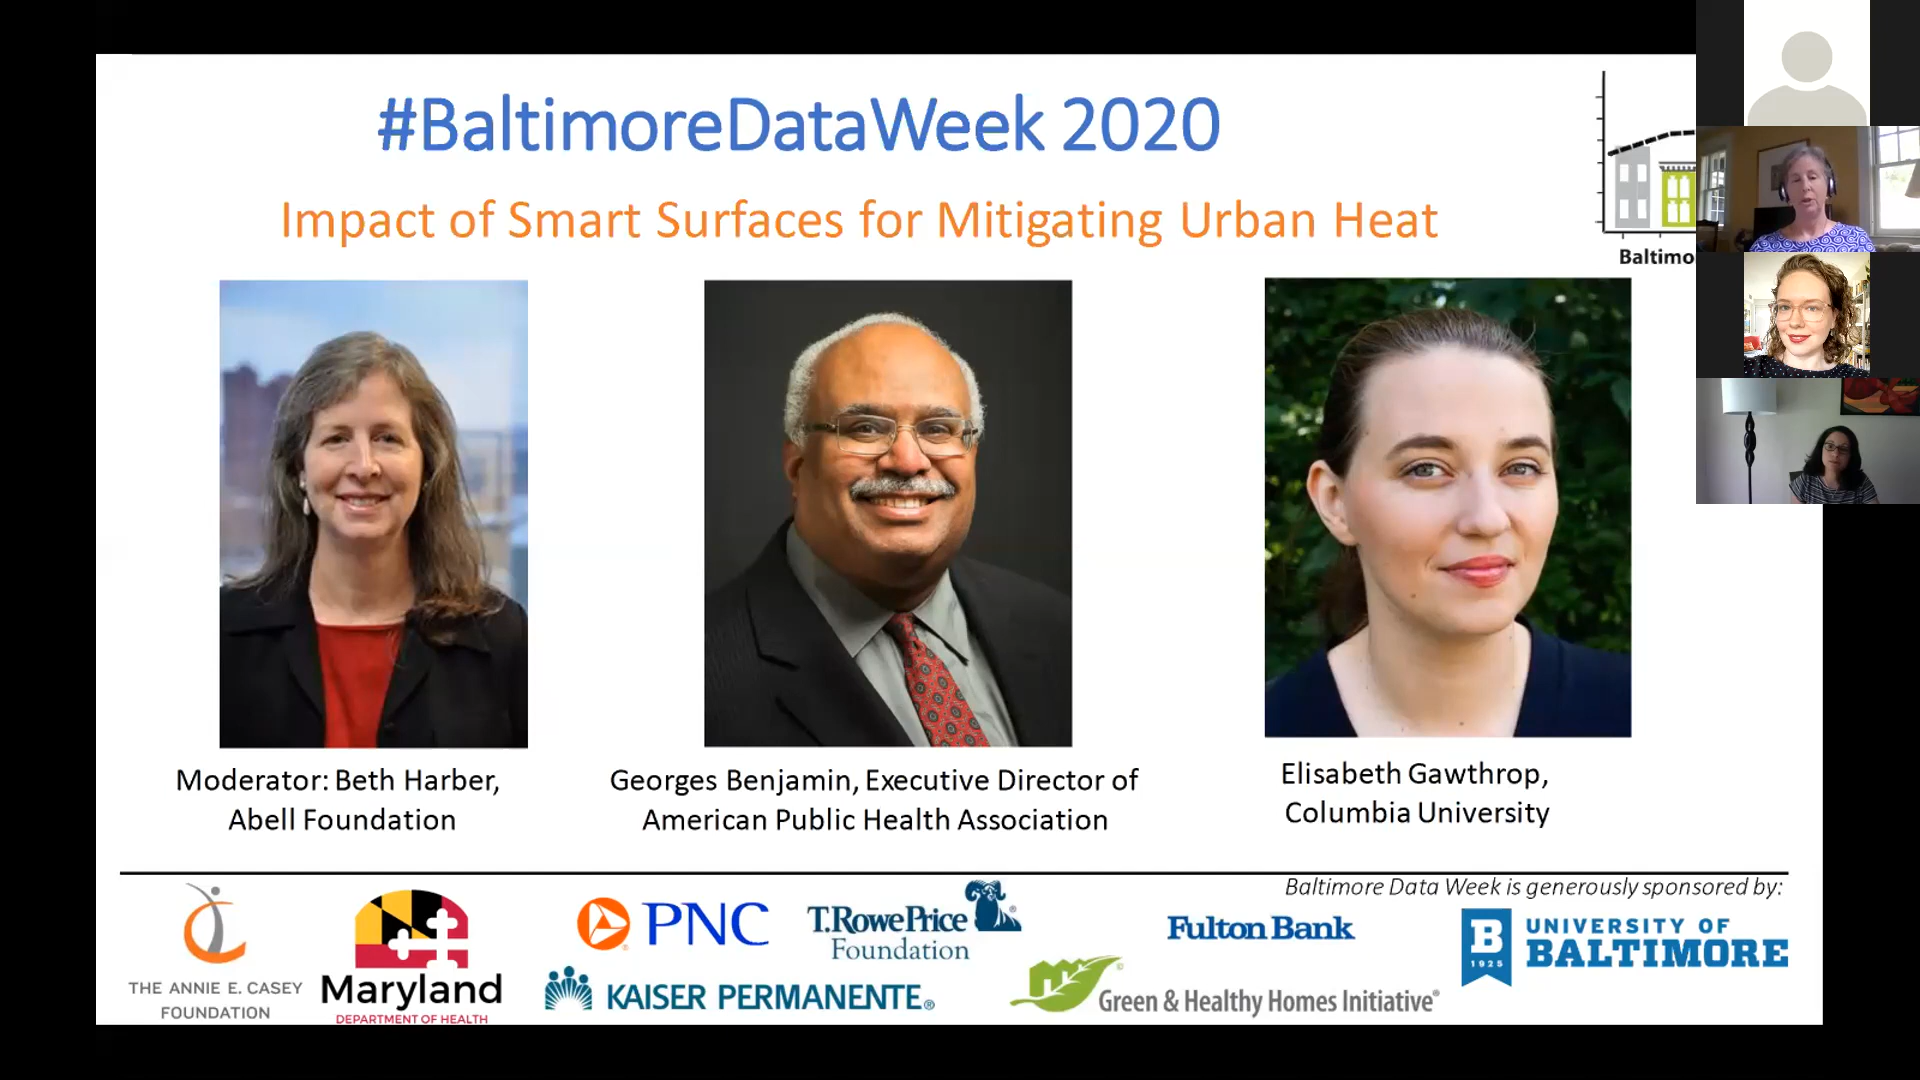 #BaltimoreDataWeek 2020
Impact of Smart Surfaces for Mitigating Urban Heat
Baltimo
Moderator: Beth Harber,
Abell Foundation
Georges Benjamin, Executive Director of
American Public Health Association
Elisabeth Gawthrop,
Columbia University
Baltimore Data Week is generously sponsored by:
THE ANNIE E. CASEY
FOUNDATION
Maryland
DEPARTMENT OF HEALTH
PNC
T.RowePrice®
Foundation
KAISER PERMANENTE®
Fulton Bank
Green & Healthy Homes Initiative®
B
1925
UNIVERSITY OF
BALTIMORE